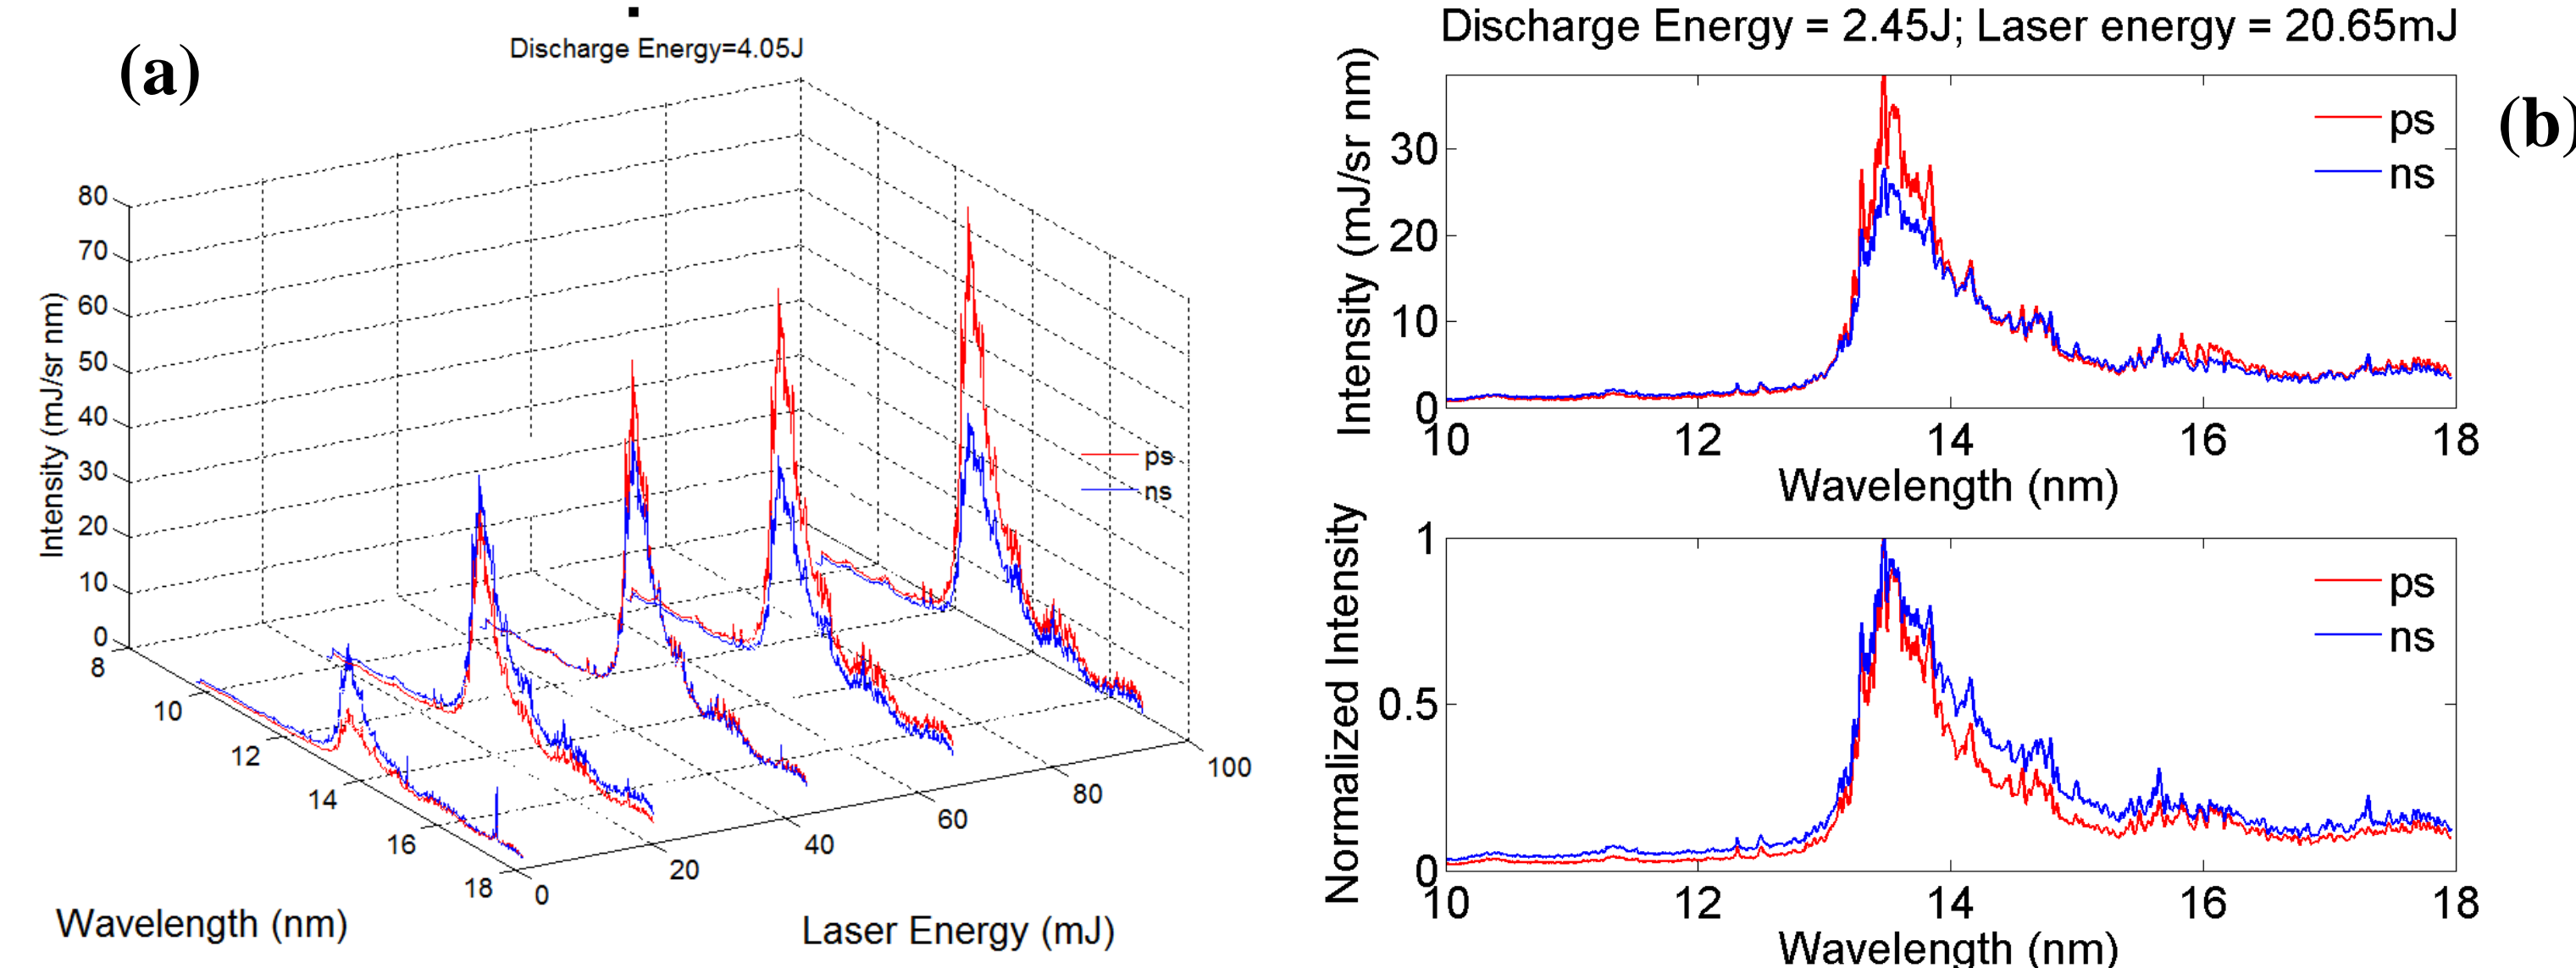 (a)
Discharge Energy=4.05J
80
70
60
50
40
30
20
10
0
Intensity (mJ/sr nm)
8
10
12
14
16
18
Wavelength (nm)
0
20
40
60
80
100
Laser Energy (mJ)
ps
ns
Discharge Energy = 2.45J; Laser energy = 20.65mJ
(b)
Intensity (mJ/sr nm)
30
20
10
0
ps
ns
10 12 14 16 18
Wavelength (nm)
Normalized Intensity
1
0.5
0
ps
ns
10 12 14 16 18
Wavelength (nm)